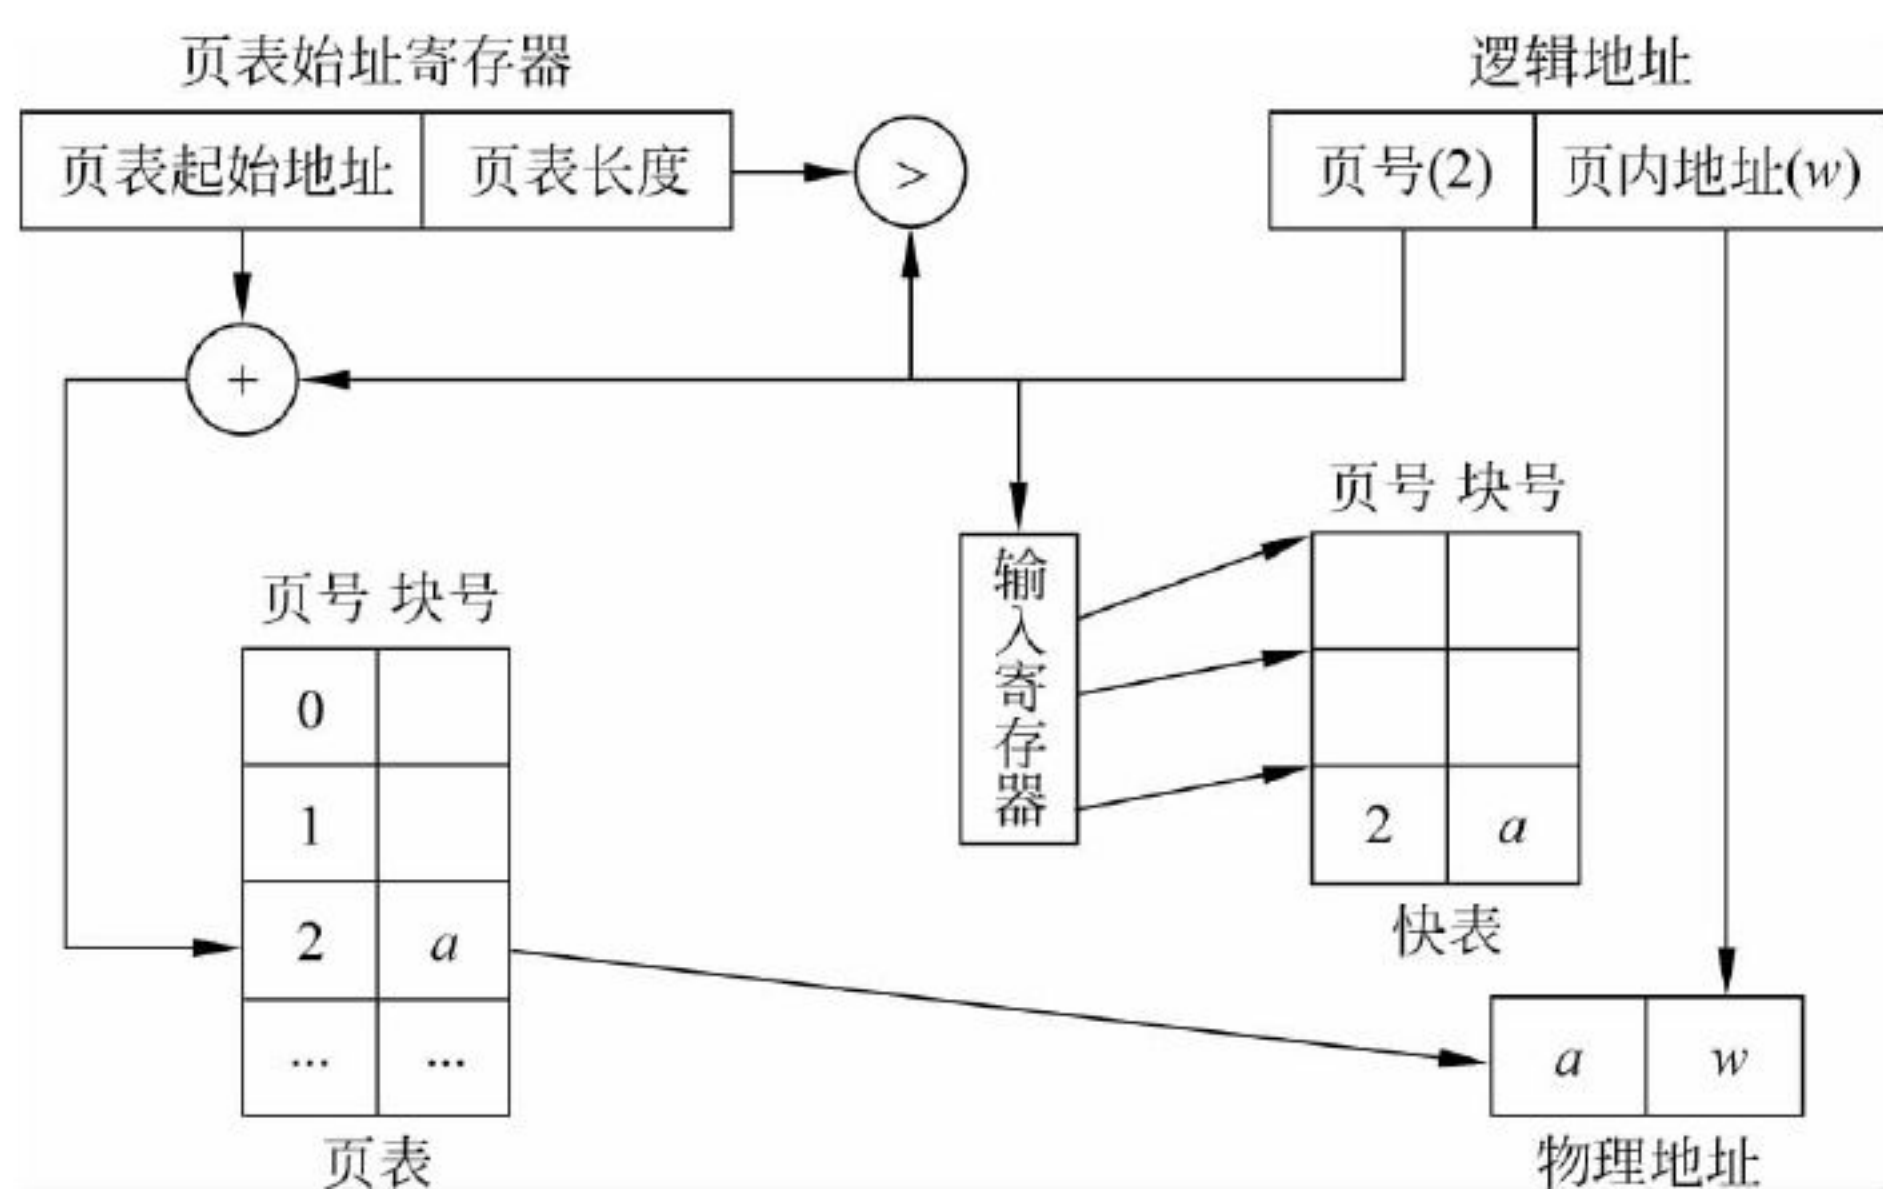 页表始址寄存器
逻辑地址
页表起始地址 页表长度
>
页号(2) 页内地址(w)
+
页号 块号
输入寄存器
2 a
快表
页号 块号
0
1
2 a
... ...
页表
a w
物理地址